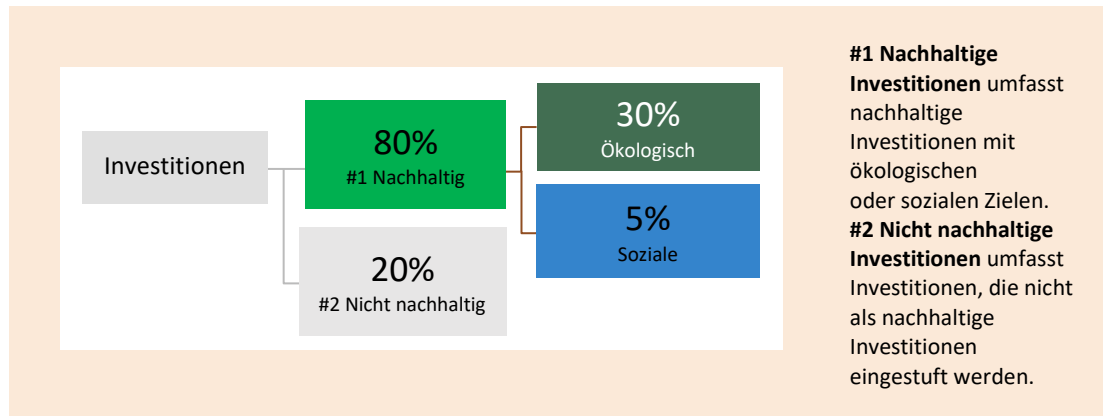 Investitionen
80%
#1 Nachhaltig
20%
#2 Nicht nachhaltig
30%
Ökologisch
5%
Soziale
#1 Nachhaltige
Investitionen umfasst
nachhaltige
Investitionen mit
ökologischen
oder sozialen Zielen.
#2 Nicht nachhaltige
Investitionen umfasst
Investitionen, die nicht
als nachhaltige
Investitionen
eingestuft werden.